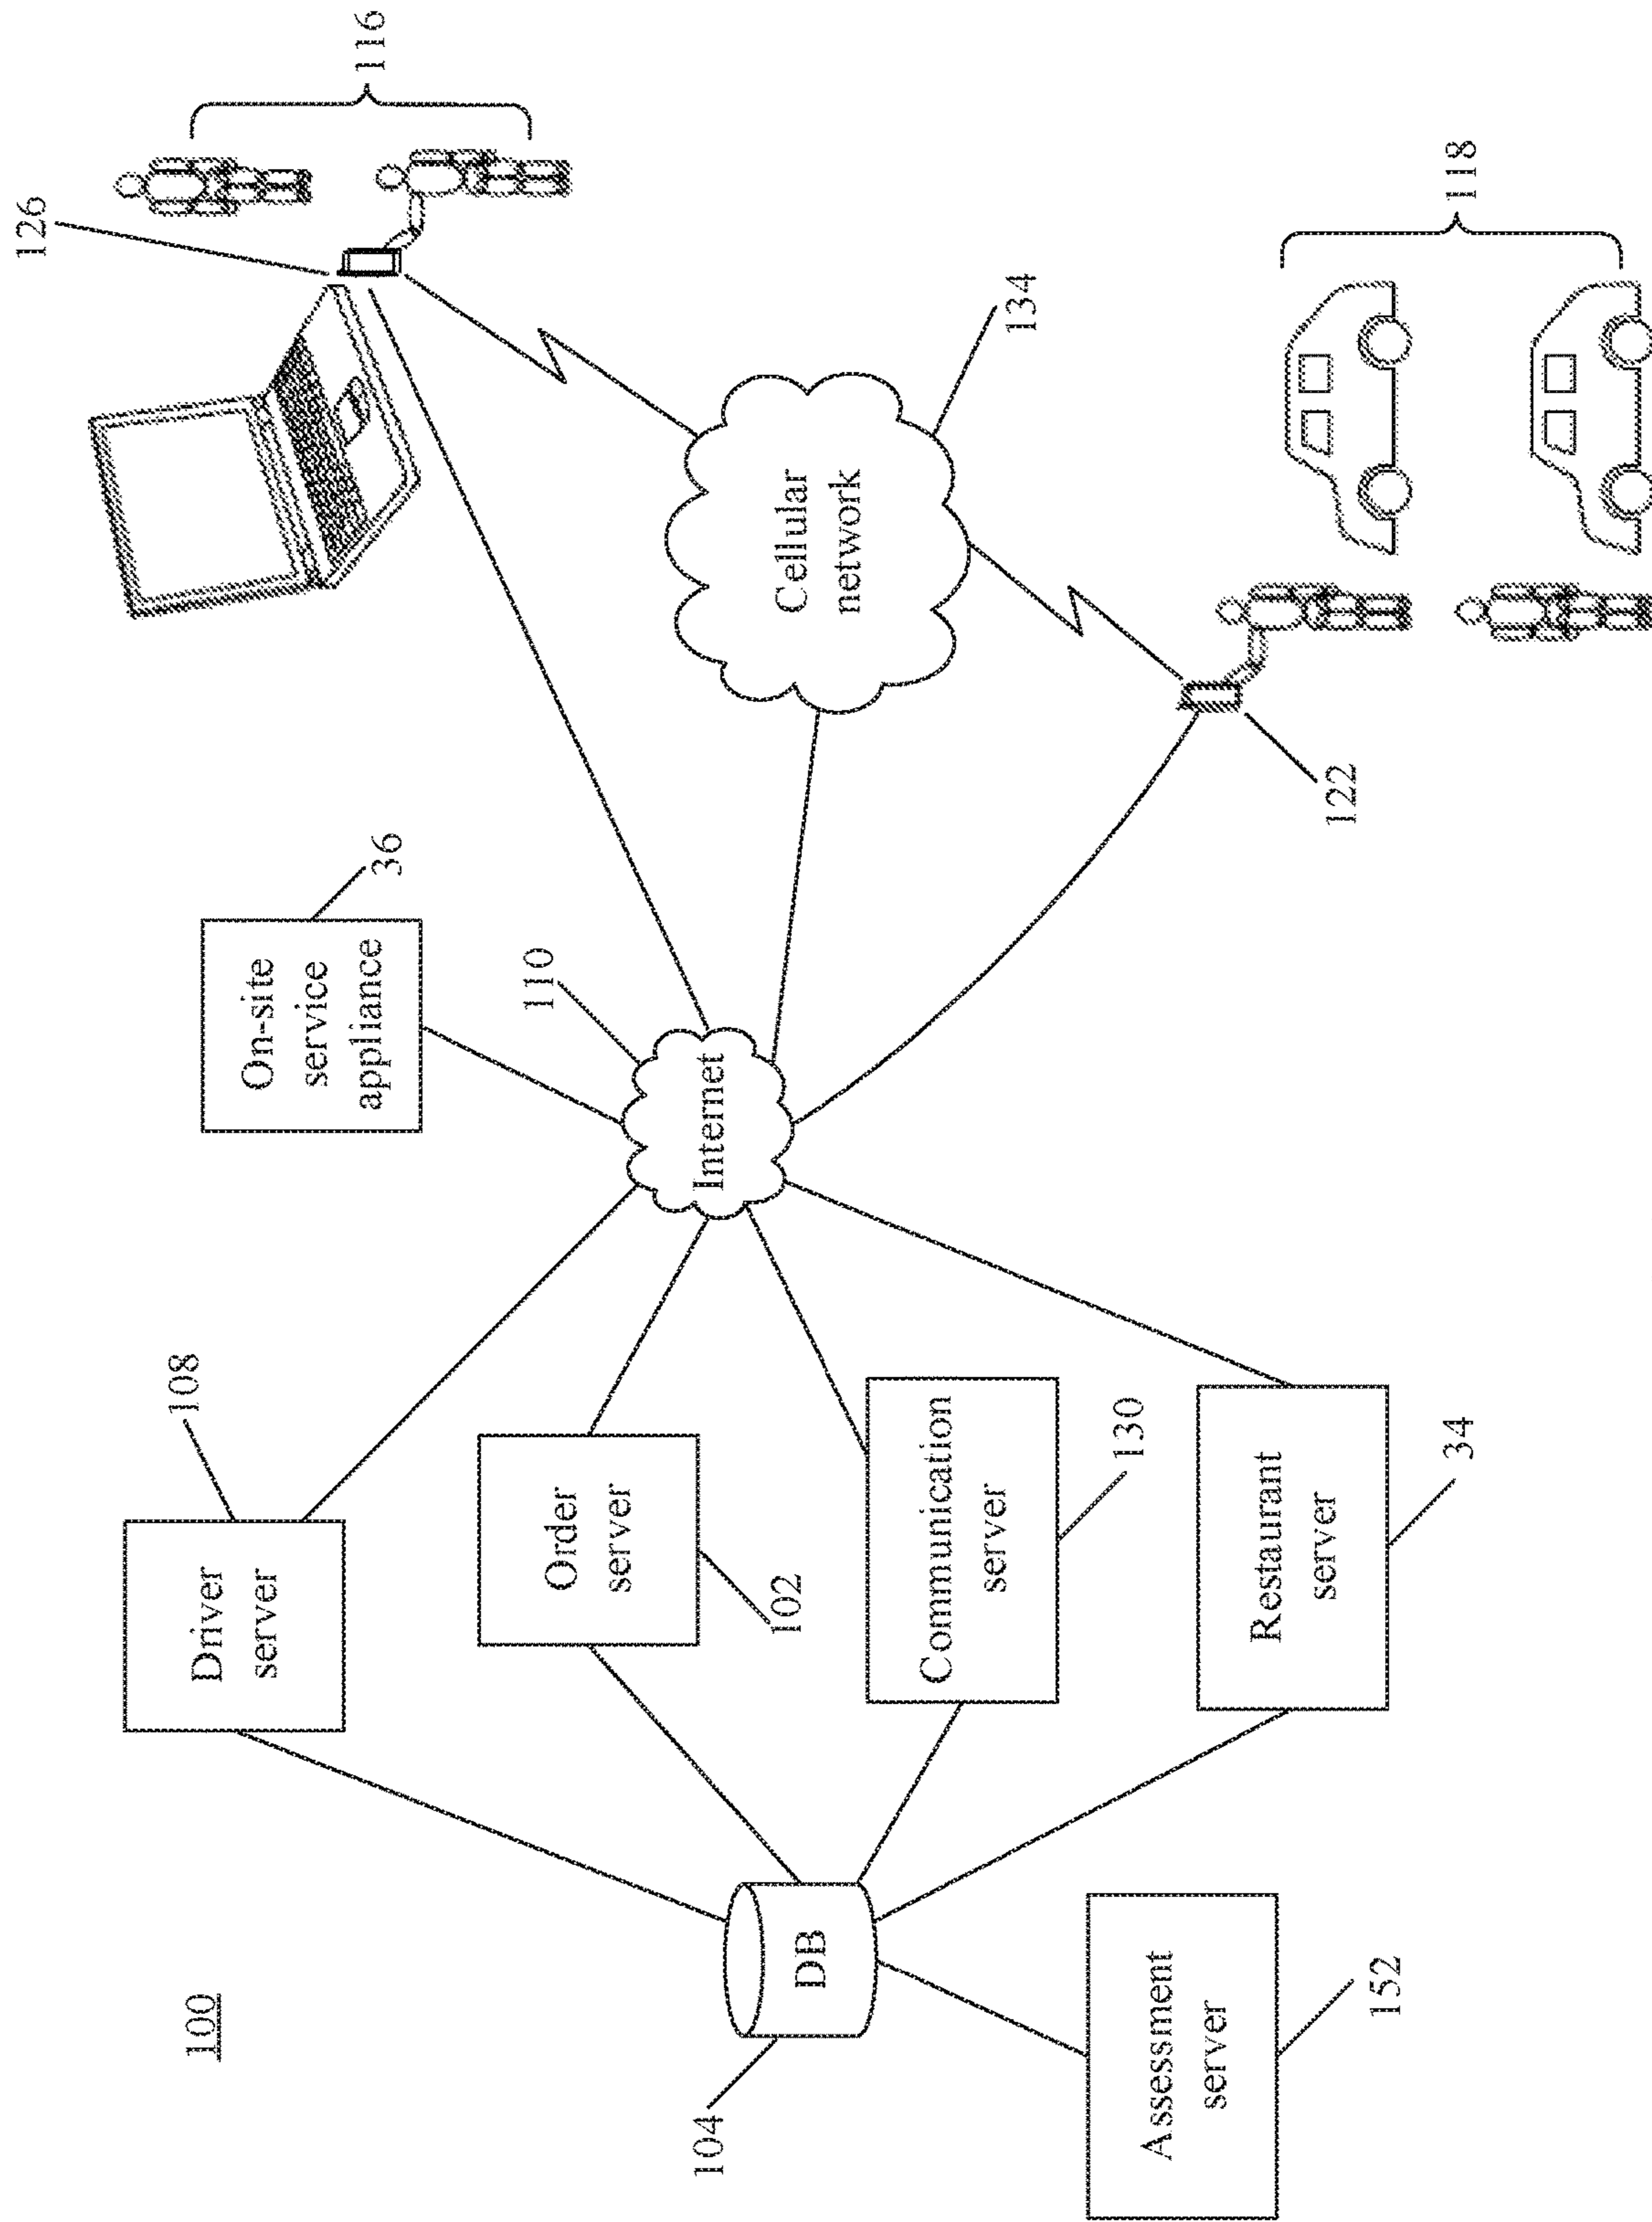 100
126
116
Driver
server
108
On-site
service
appliance
36
Order
server
102
110
Internet
Cellular
network
134
DB
104
Communication
server
130
Restaurant
server
34
122
118
Assessment
server
152